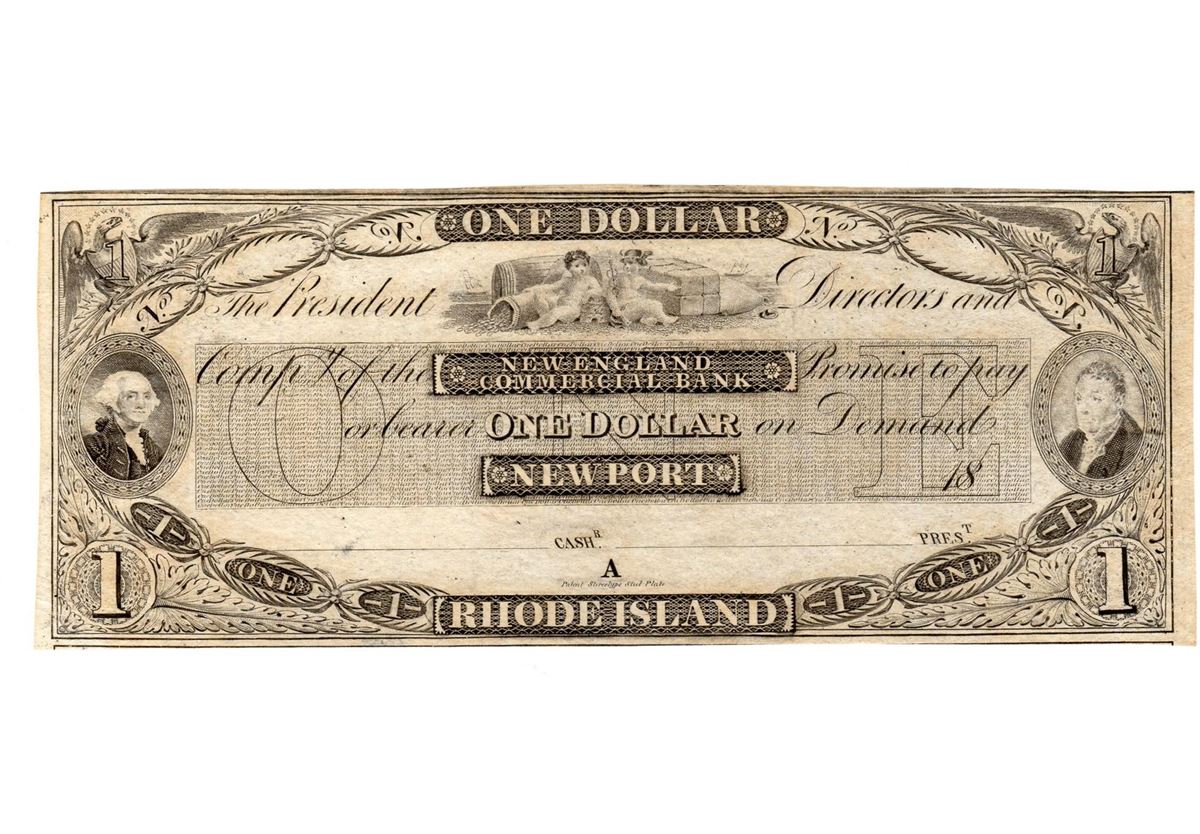 ONE DOLLAR
No. No.
1 1
No. No.
The President Directors and
Comp.y of the NEW ENGLAND COMMERCIAL BANK Promise to pay
or bearer ONE DOLLAR on Demand
ONE
NEWPORT 18
1 1
CASH.R PRES.T
1 ONE A ONE 1
Patent Stereotype Steel Plate
1 RHODE ISLAND 1